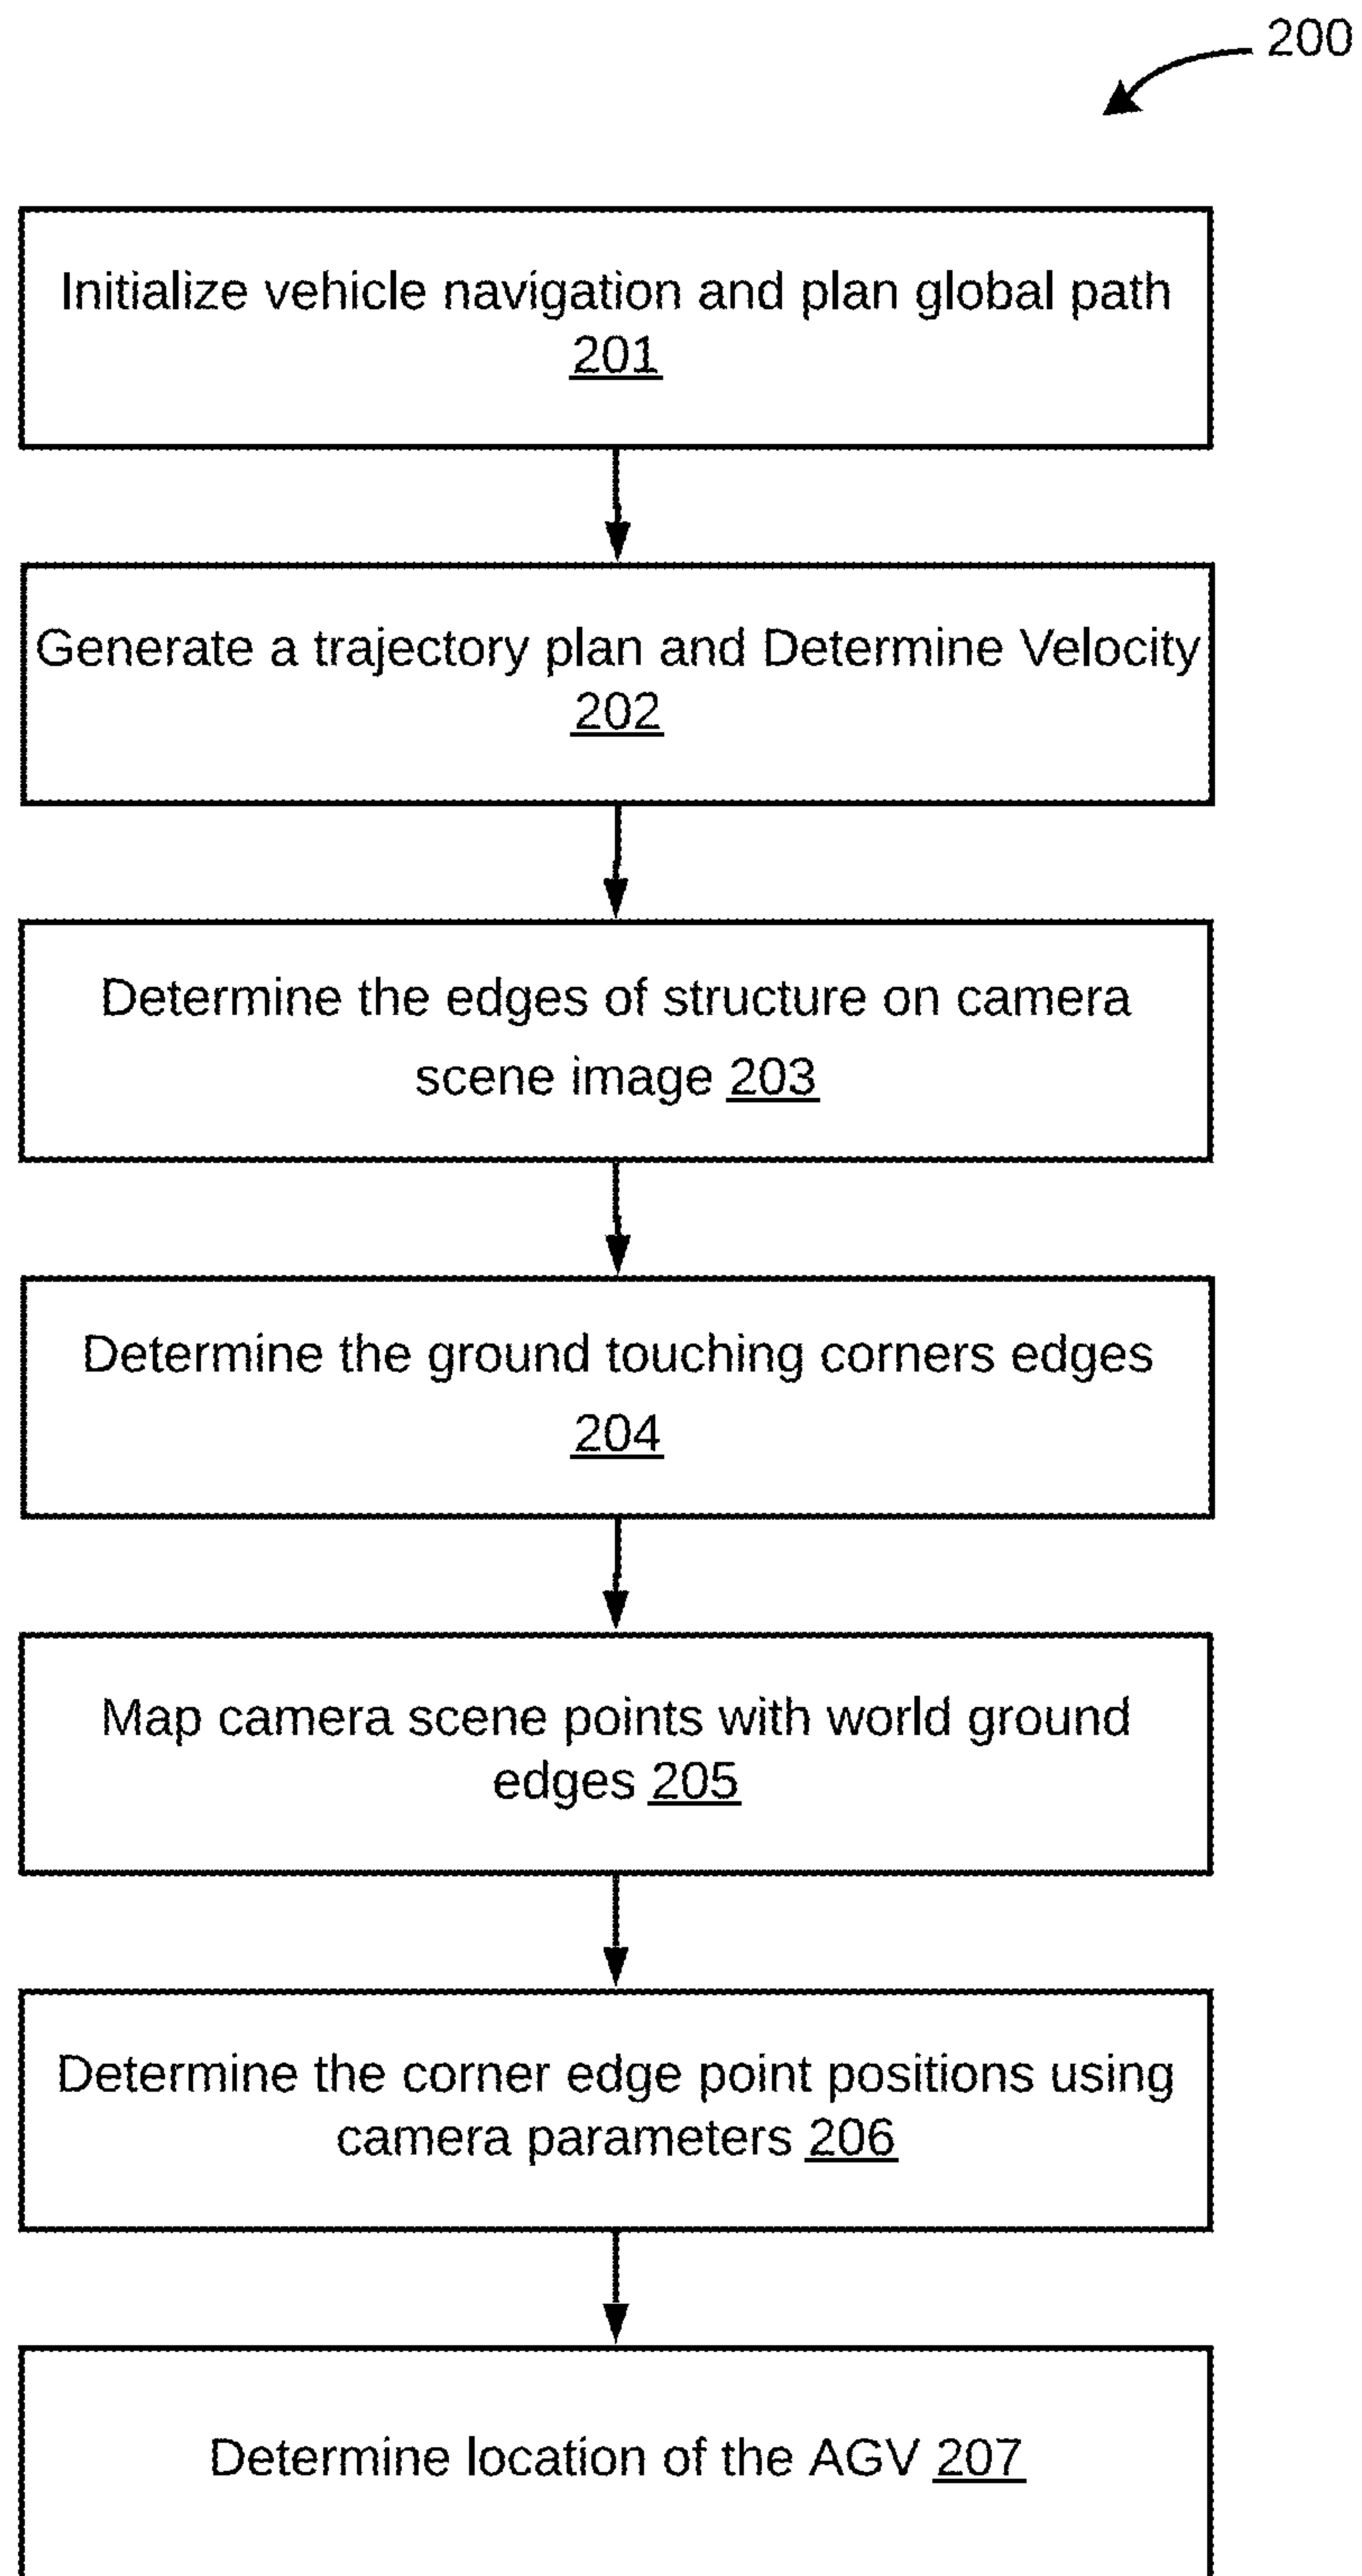 200
Initialize vehicle navigation and plan global path
201
Generate a trajectory plan and Determine Velocity
202
Determine the edges of structure on camera
scene image 203
Determine the ground touching corners edges
204
Map camera scene points with world ground
edges 205
Determine the corner edge point positions using
camera parameters 206
Determine location of the AGV 207